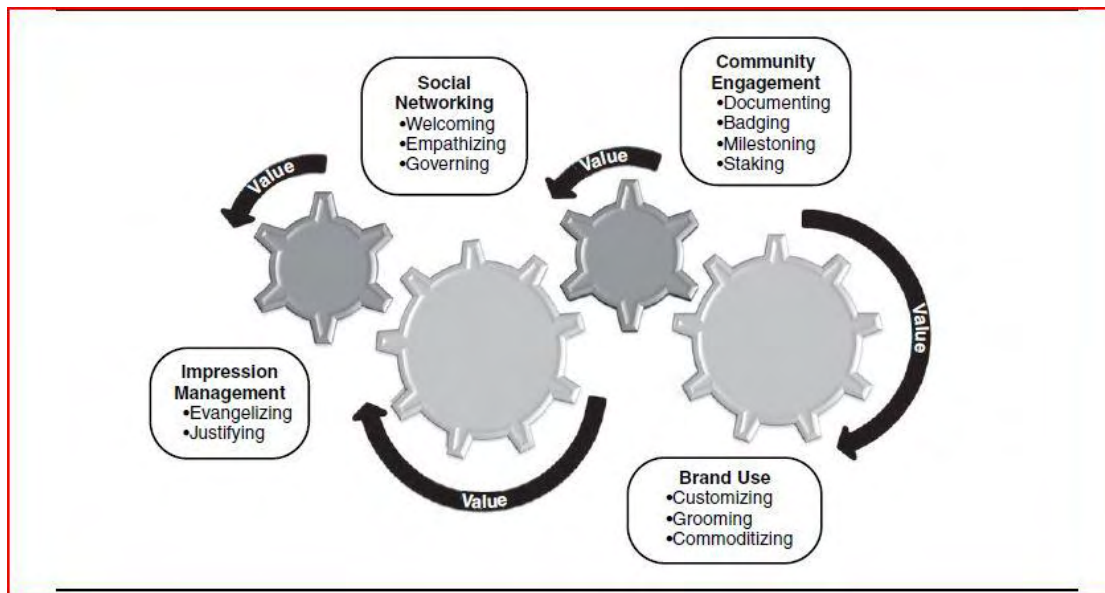 Community
Engagement
•Documenting
•Badging
•Milestoning
•Staking
Social
Networking
•Welcoming
•Empathizing
•Governing
Value
Value
Value
Impression
Management
•Evangelizing
•Justifying
Value
Brand Use
•Customizing
•Grooming
•Commoditizing